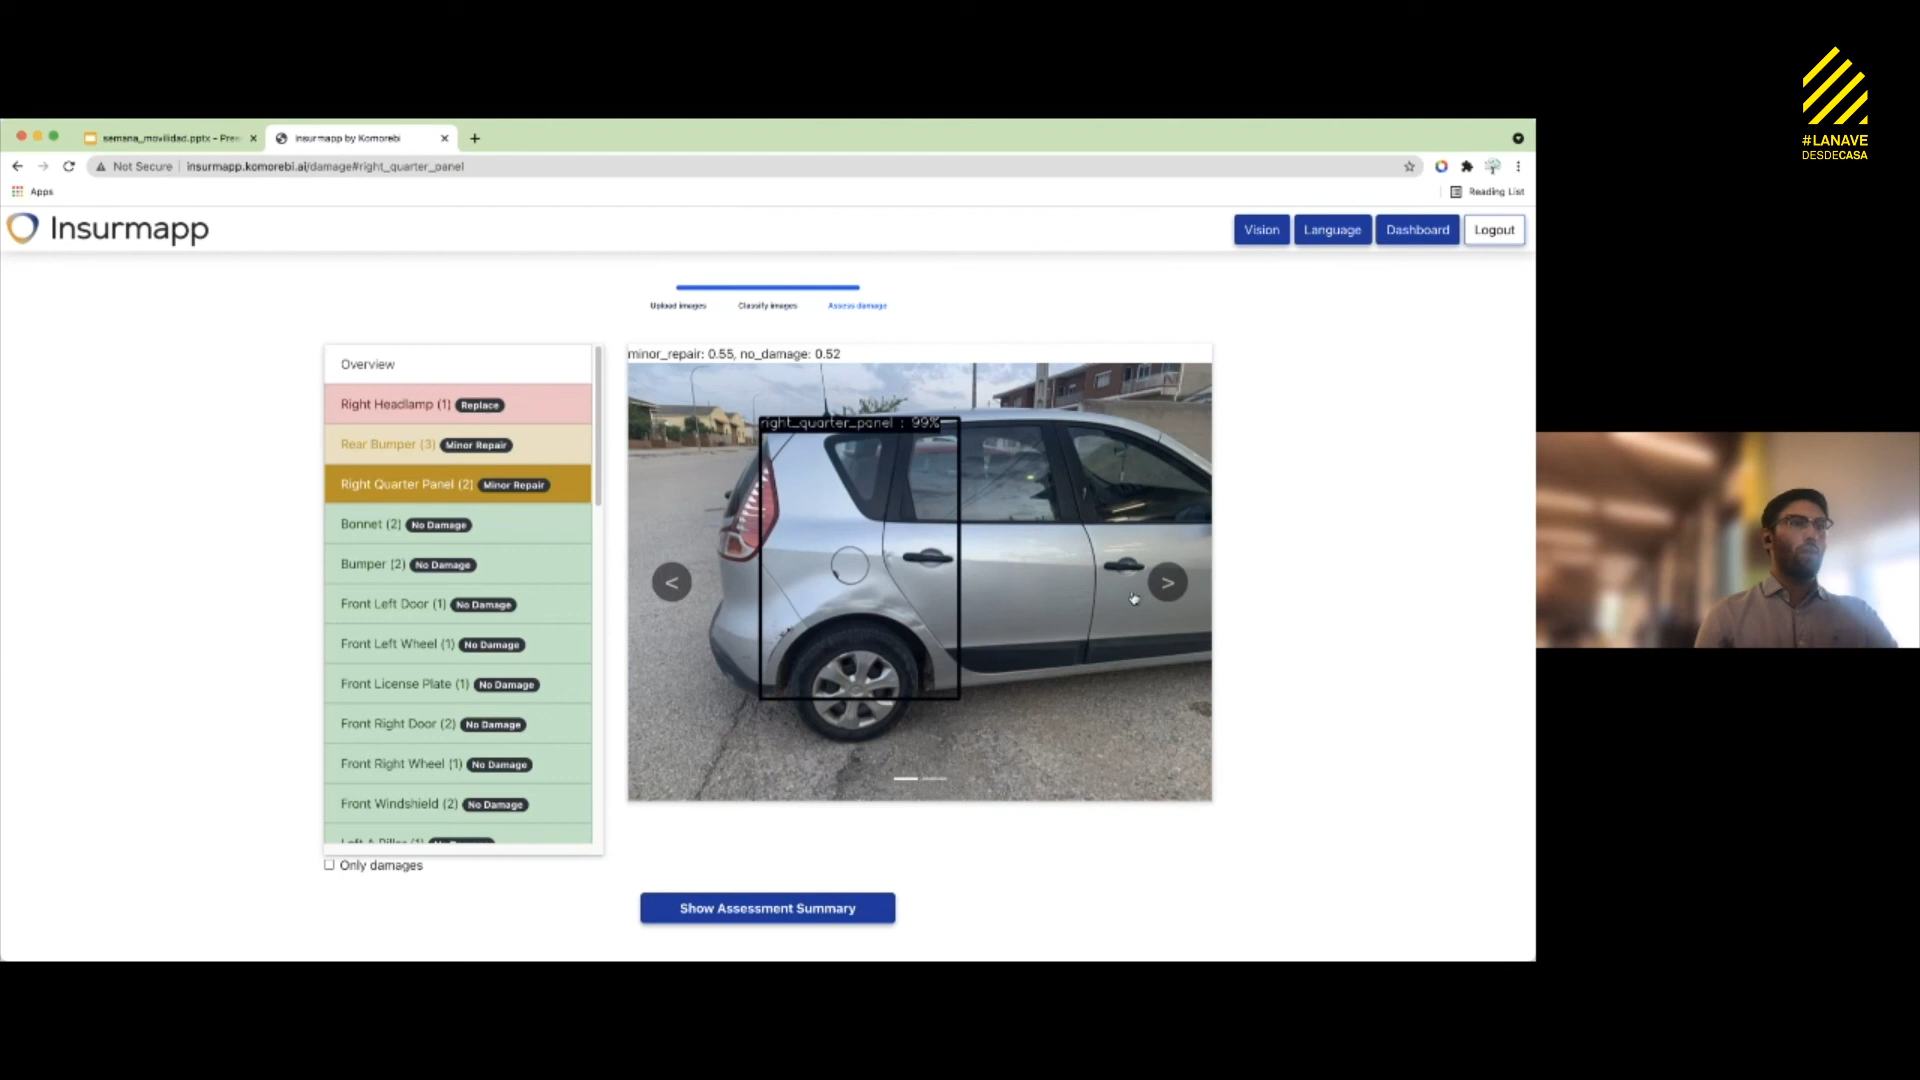 #LANAVE
DESDECASA
semana_movilidad.pptx - Pres
Insurmapp by Komorebi
Not Secure
insurmapp.komorebi.ai/damage#right_quarter_panel
Apps
Reading List
Insurmapp
Vision
Language
Dashboard
Logout
Upload images
Classify images
Assess damage
Overview
Right Headlamp (1) Replace
Rear Bumper (3) Minor Repair
Right Quarter Panel (2) Minor Repair
Bonnet (2) No Damage
Bumper (2) No Damage
Front Left Door (1) No Damage
Front Left Wheel (1) No Damage
Front License Plate (1) No Damage
Front Right Door (2) No Damage
Front Right Wheel (1) No Damage
Front Windshield (2) No Damage
Left A Pillar (1)
Only damages
minor_repair: 0.55, no_damage: 0.52
right_quarter_panel : 99%
< >
Show Assessment Summary